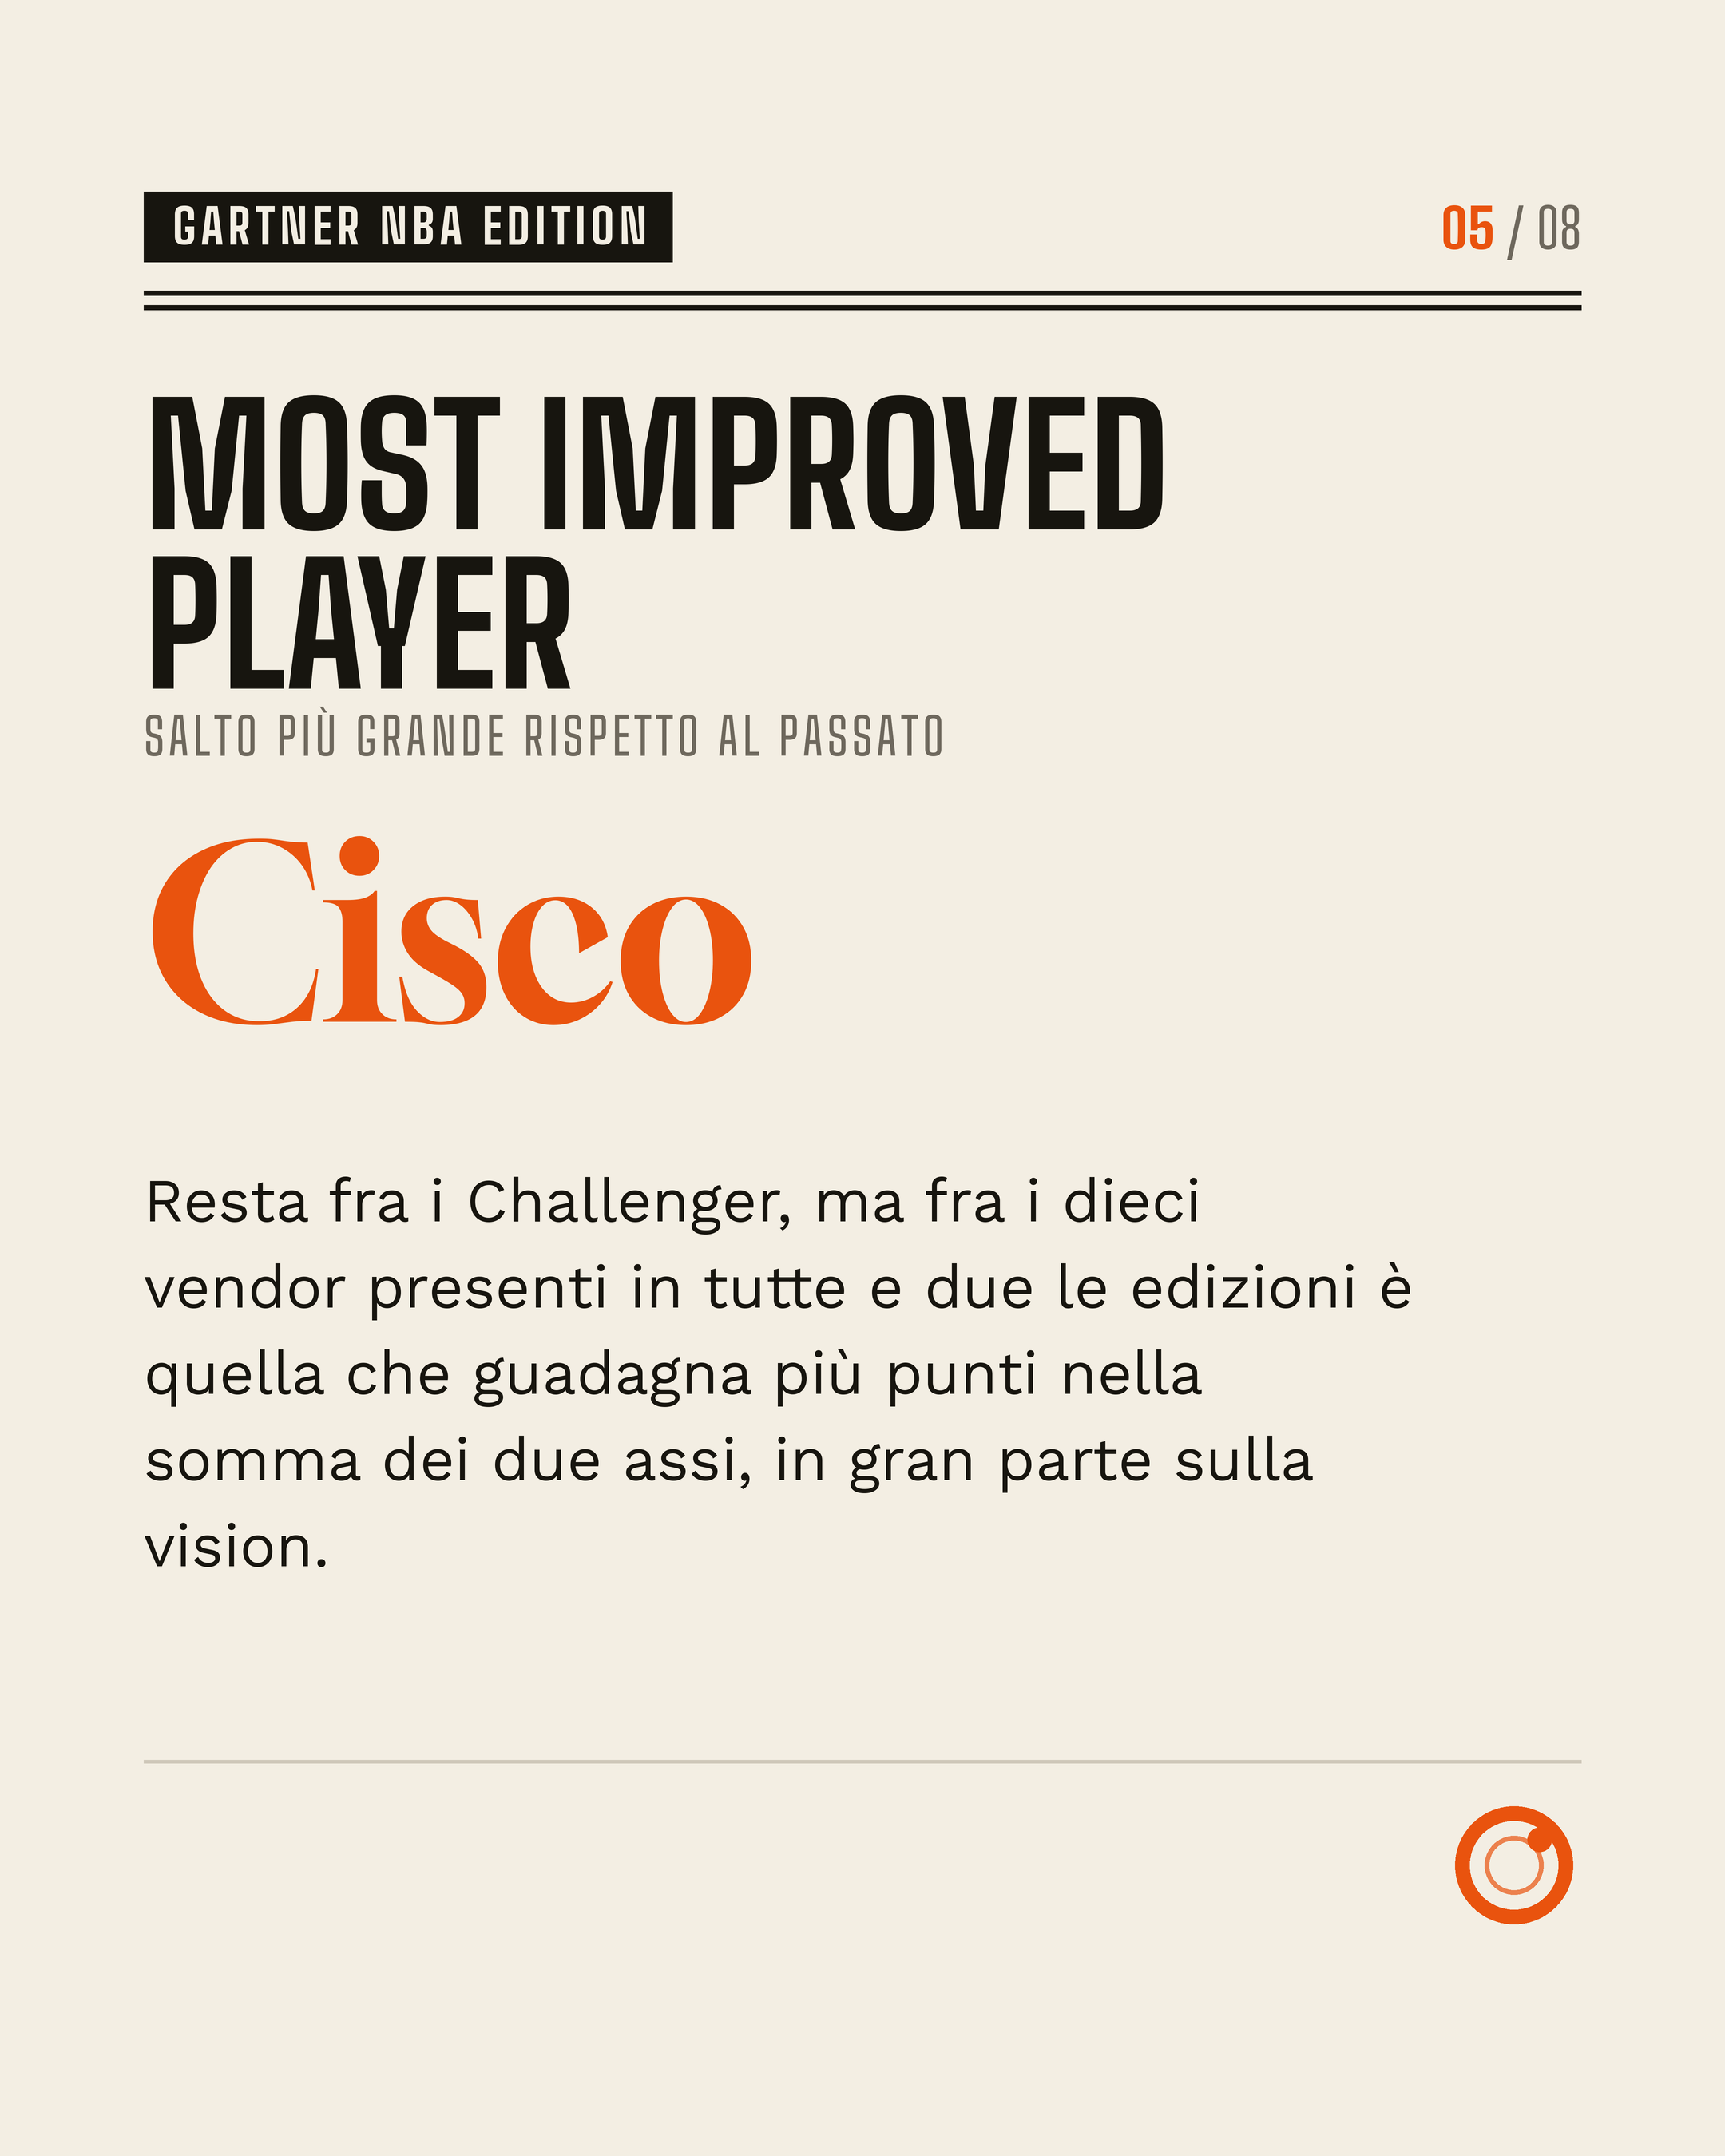 GARTNER NBA EDITION
05 / 08
MOST IMPROVED
PLAYER
SALTO PIÙ GRANDE RISPETTO AL PASSATO
Cisco
Resta fra i Challenger, ma fra i dieci
vendor presenti in tutte e due le edizioni è
quella che guadagna più punti nella
somma dei due assi, in gran parte sulla
vision.